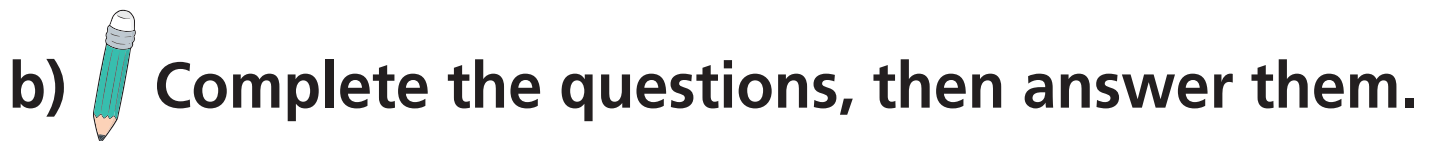 b) Complete the questions, then answer them.